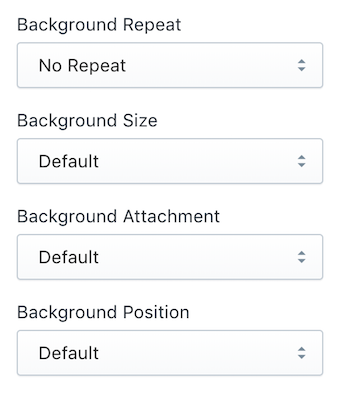 Background Repeat
No Repeat
Background Size
Default
Background Attachment
Default
Background Position
Default